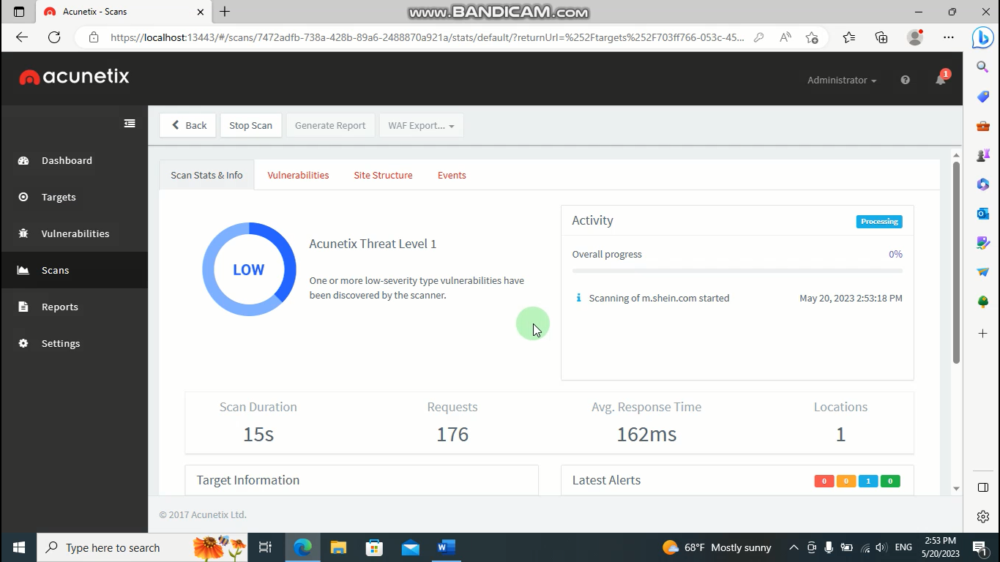 Acunetix - Scans
www.BANDICAM.com
https://localhost:13443/#/scans/7472adfb-738a-428b-89a6-2488870a921a/stats/default/?returnUrl=%252Ftargets%252F703ff766-053c-45...
acunetix
Administrator
1
Back
Stop Scan
Generate Report
WAF Export...
Dashboard
Targets
Vulnerabilities
Scans
Reports
Settings
Scan Stats & Info
Vulnerabilities
Site Structure
Events
LOW
Acunetix Threat Level 1
One or more low-severity type vulnerabilities have
been discovered by the scanner.
Activity
Processing
Overall progress
0%
Scanning of m.shein.com started
May 20, 2023 2:53:18 PM
Scan Duration
15s
Requests
176
Avg. Response Time
162ms
Locations
1
Target Information
Latest Alerts
0 0 1 0
© 2017 Acunetix Ltd.
Type here to search
68°F Mostly sunny
ENG
2:53 PM
5/20/2023
1